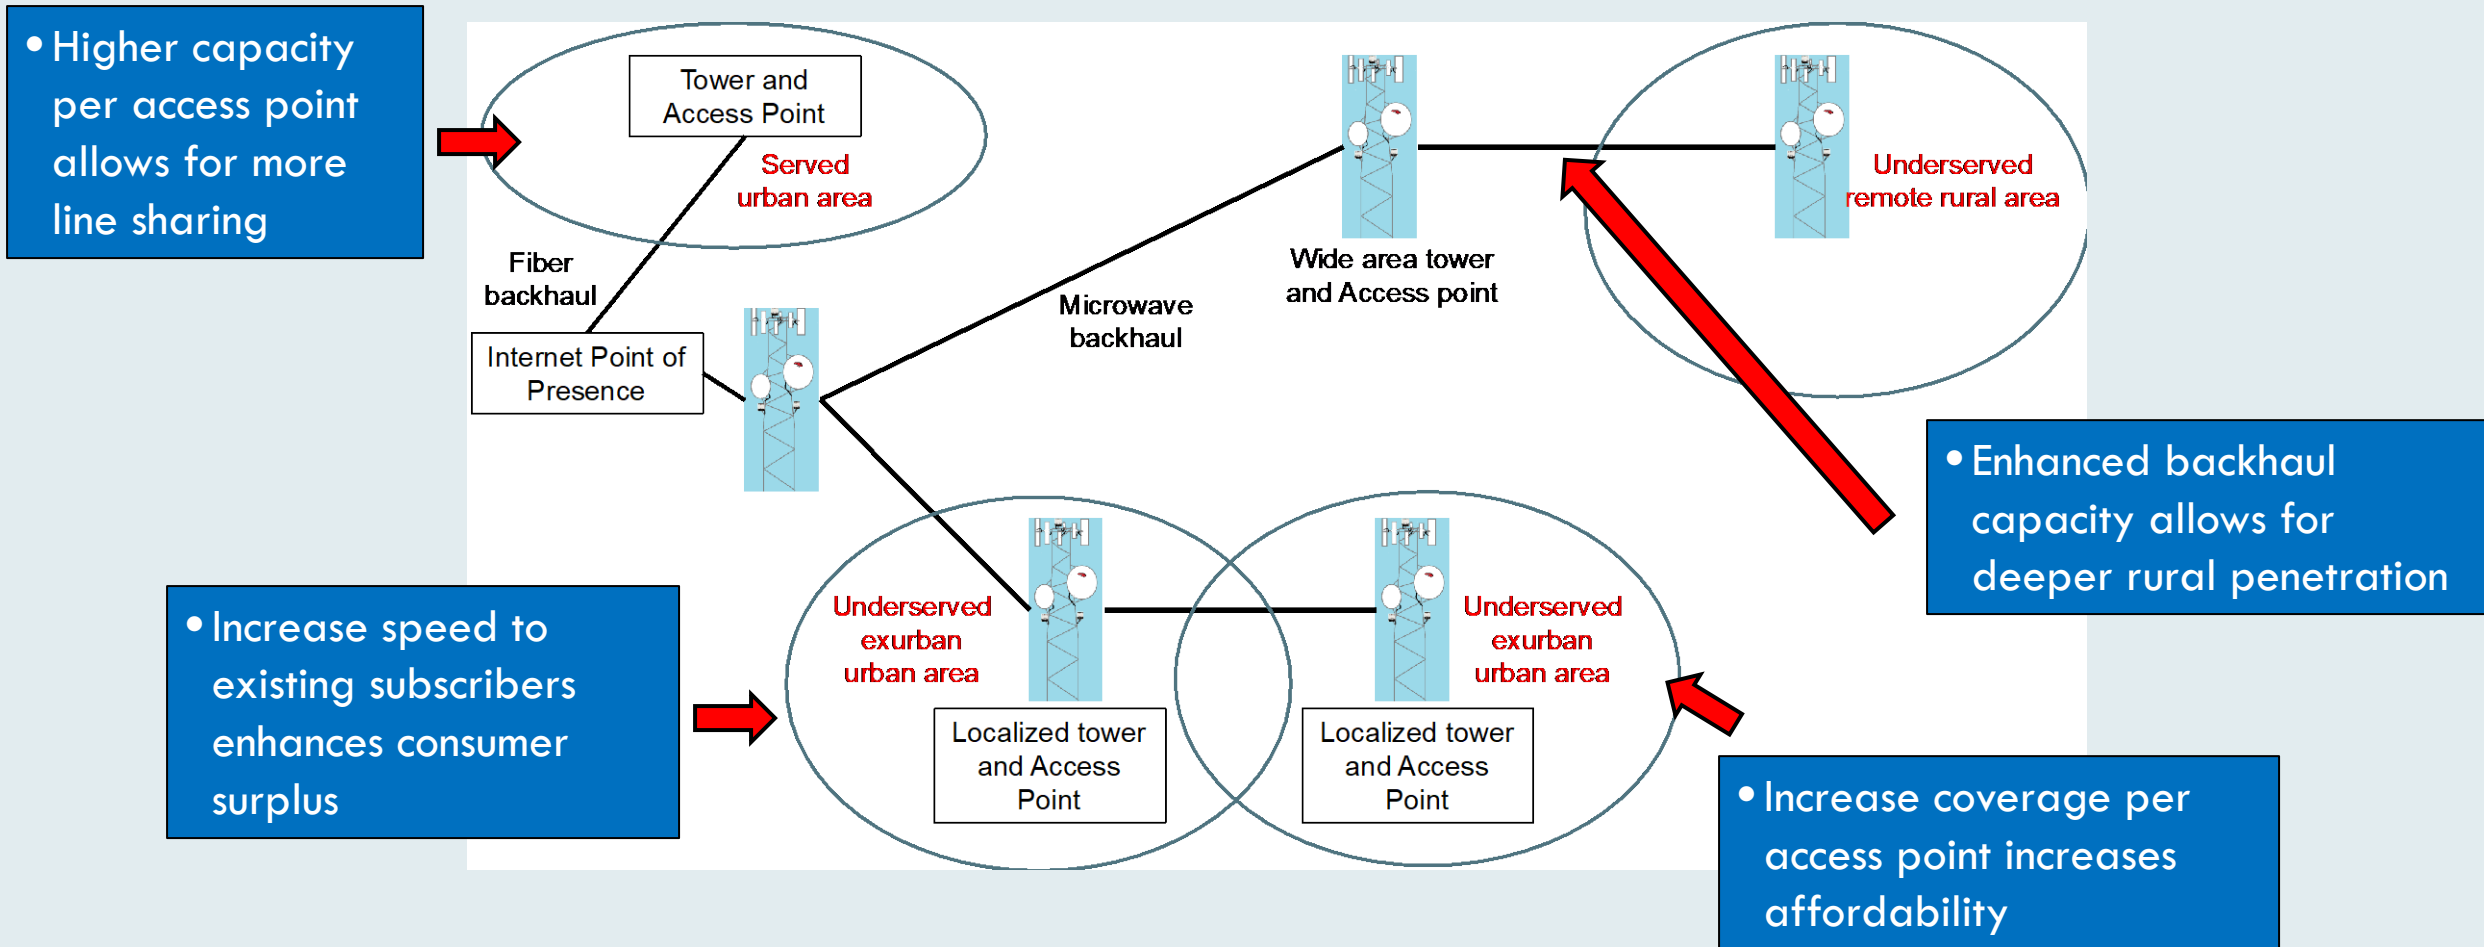 • Higher capacity
per access point
allows for more
line sharing
Tower and
Access Point
Served
urban area
Fiber
backhaul
Internet Point of
Presence
Microwave
backhaul
Wide area tower
and Access point
Underserved
remote rural area
• Enhanced backhaul
capacity allows for
deeper rural penetration
• Increase speed to
existing subscribers
enhances consumer
surplus
Underserved
exurban
urban area
Localized tower
and Access
Point
Underserved
exurban
urban area
Localized tower
and Access
Point
• Increase coverage per
access point increases
affordability